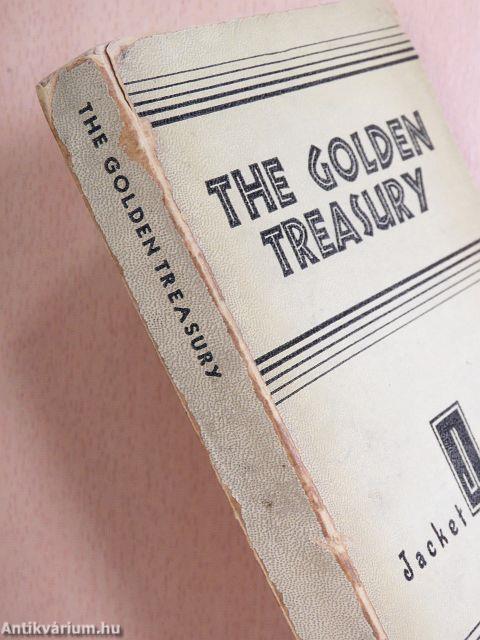 THE GOLDEN TREASURY
THE GOLDEN
TREASURY
J
Jacket
Antikvárium.hu